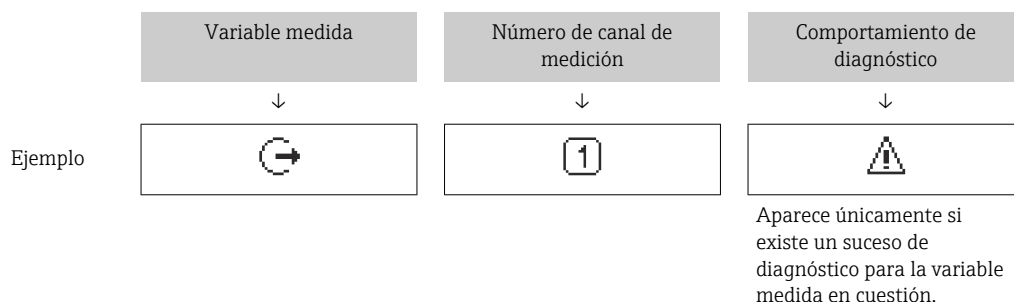 Variable medida
Número de canal de
medición
Comportamiento de
diagnóstico
↓ ↓ ↓
Ejemplo
1
Aparece únicamente si
existe un suceso de
diagnóstico para la variable
medida en cuestión.